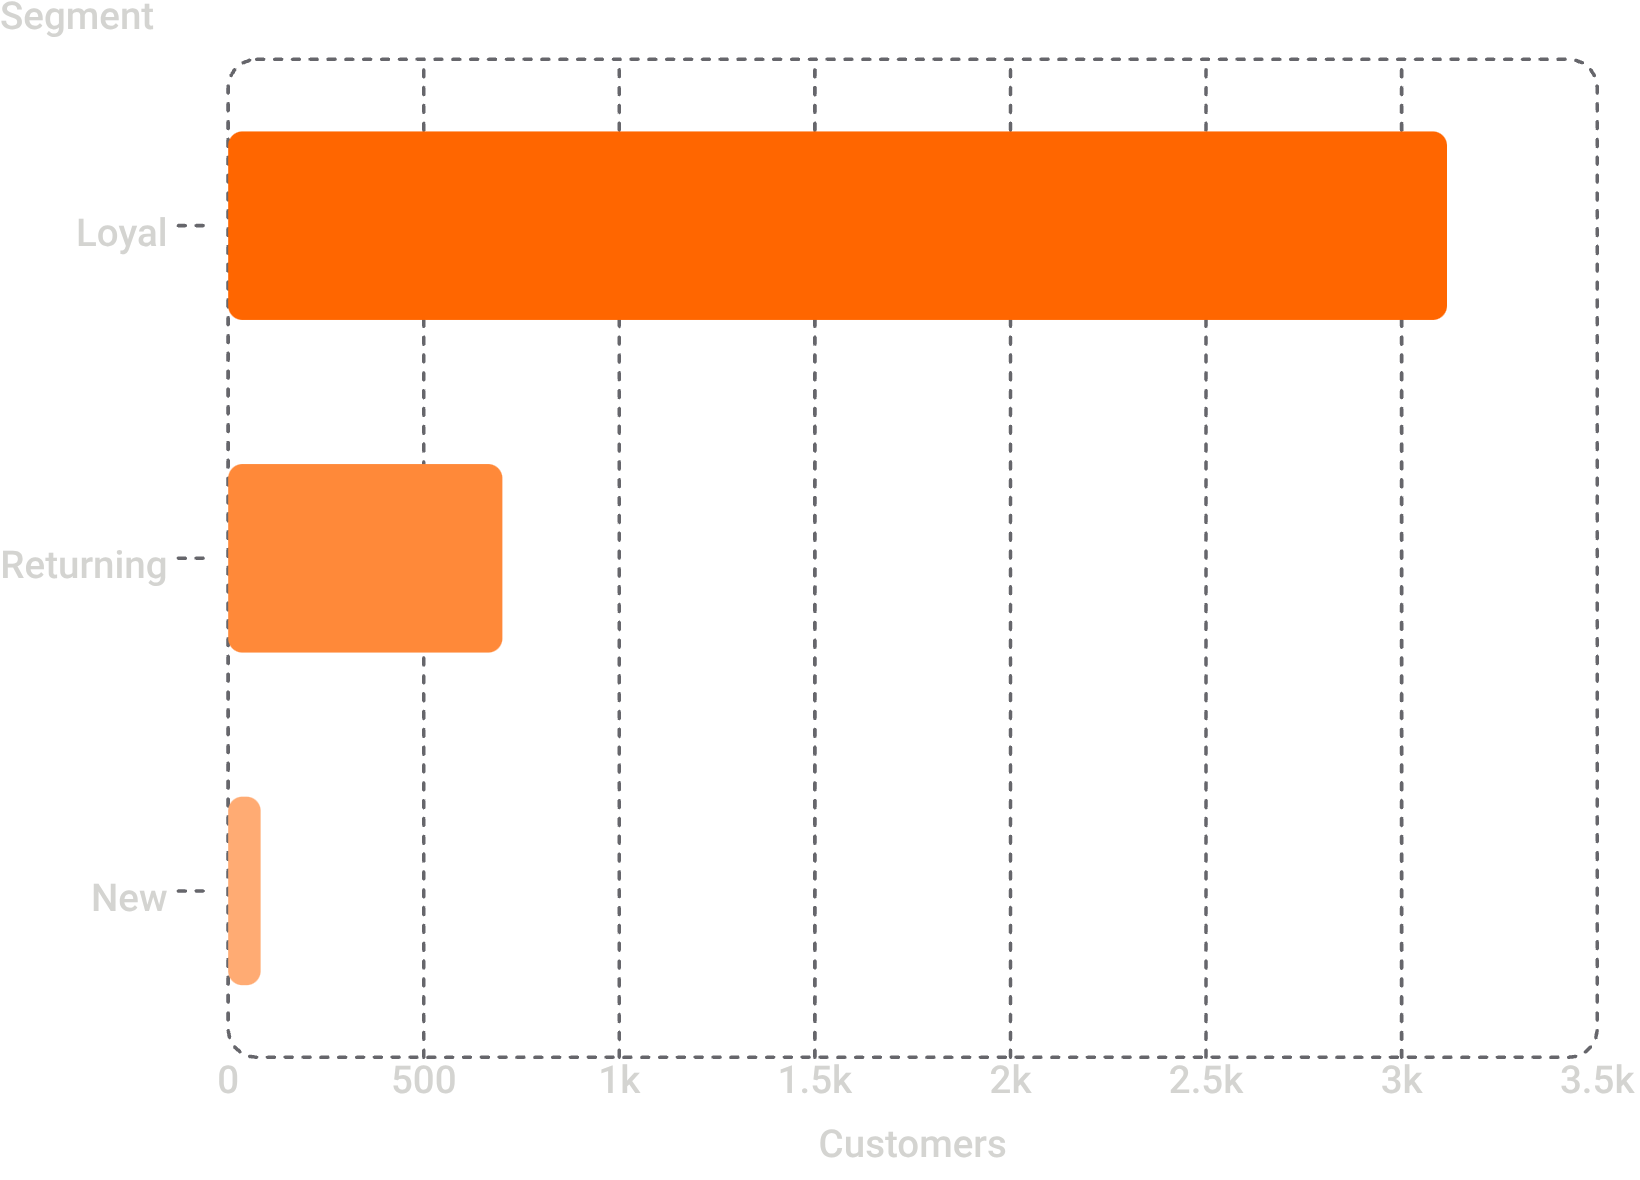 Segment
Loyal
Returning
New
0 500 1k 1.5k 2k 2.5k 3k 3.5k
Customers